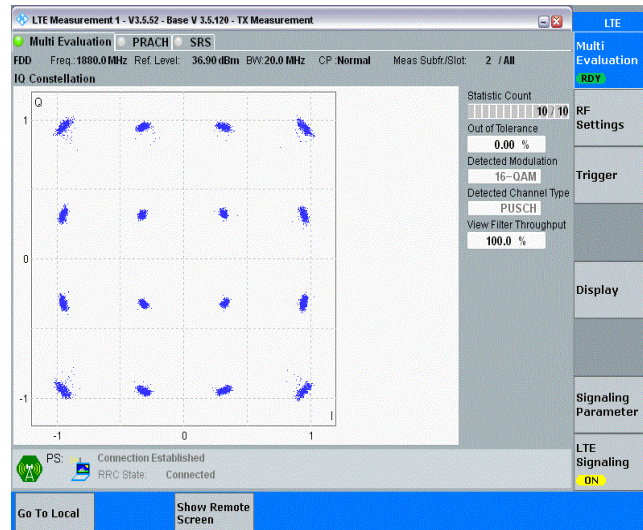 LTE Measurement 1 - V3.5.52 - Base V 3.5.120 - TX Measurement
LTE
Multi Evaluation PRACH SRS
FDD Freq.:1880.0 MHz Ref. Level: 36.90 dBm BW:20.0 MHz CP :Normal Meas Subfr./Slot: 2 / All
IQ Constellation
Q
1
0
-1
-1 0 1
I
Statistic Count
10 / 10
Out of Tolerance
0.00 %
Detected Modulation
16-QAM
Detected Channel Type
PUSCH
View Filter Throughput
100.0 %
Multi
Evaluation
RDY
RF
Settings
Trigger
Display
Signaling
Parameter
LTE
Signaling
ON
PS: Connection Established
RRC State: Connected
Go To Local
Show Remote
Screen